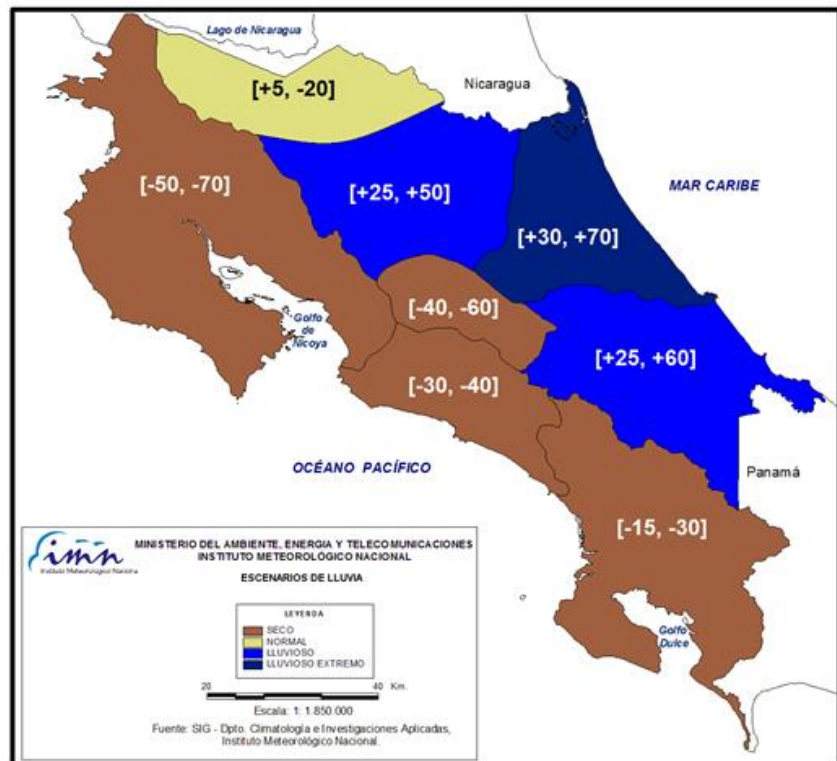 Lago de Nicaragua
[+5, -20]
Nicaragua
[-50, -70]
[+25, +50]
MAR CARIBE
[+30, +70]
[-40, -60]
Golfo
de
Nicoya
[+25, +60]
[-30, -40]
OCÉANO PACÍFICO
Panamá
[-15, -30]
Golfo
Dulce
imn
Instituto Meteorológico Nacional
MINISTERIO DEL AMBIENTE, ENERGIA Y TELECOMUNICACIONES
INSTITUTO METEOROLÓGICO NACIONAL
ESCENARIOS DE LLUVIA
LEYENDA
SECO
NORMAL
LLUVIOSO
LLUVIOSO EXTREMO
20 40 Km.
Escala: 1: 1.850.000
Fuente: SIG - Dpto. Climatología e Investigaciones Aplicadas,
Instituto Meteorológico Nacional.